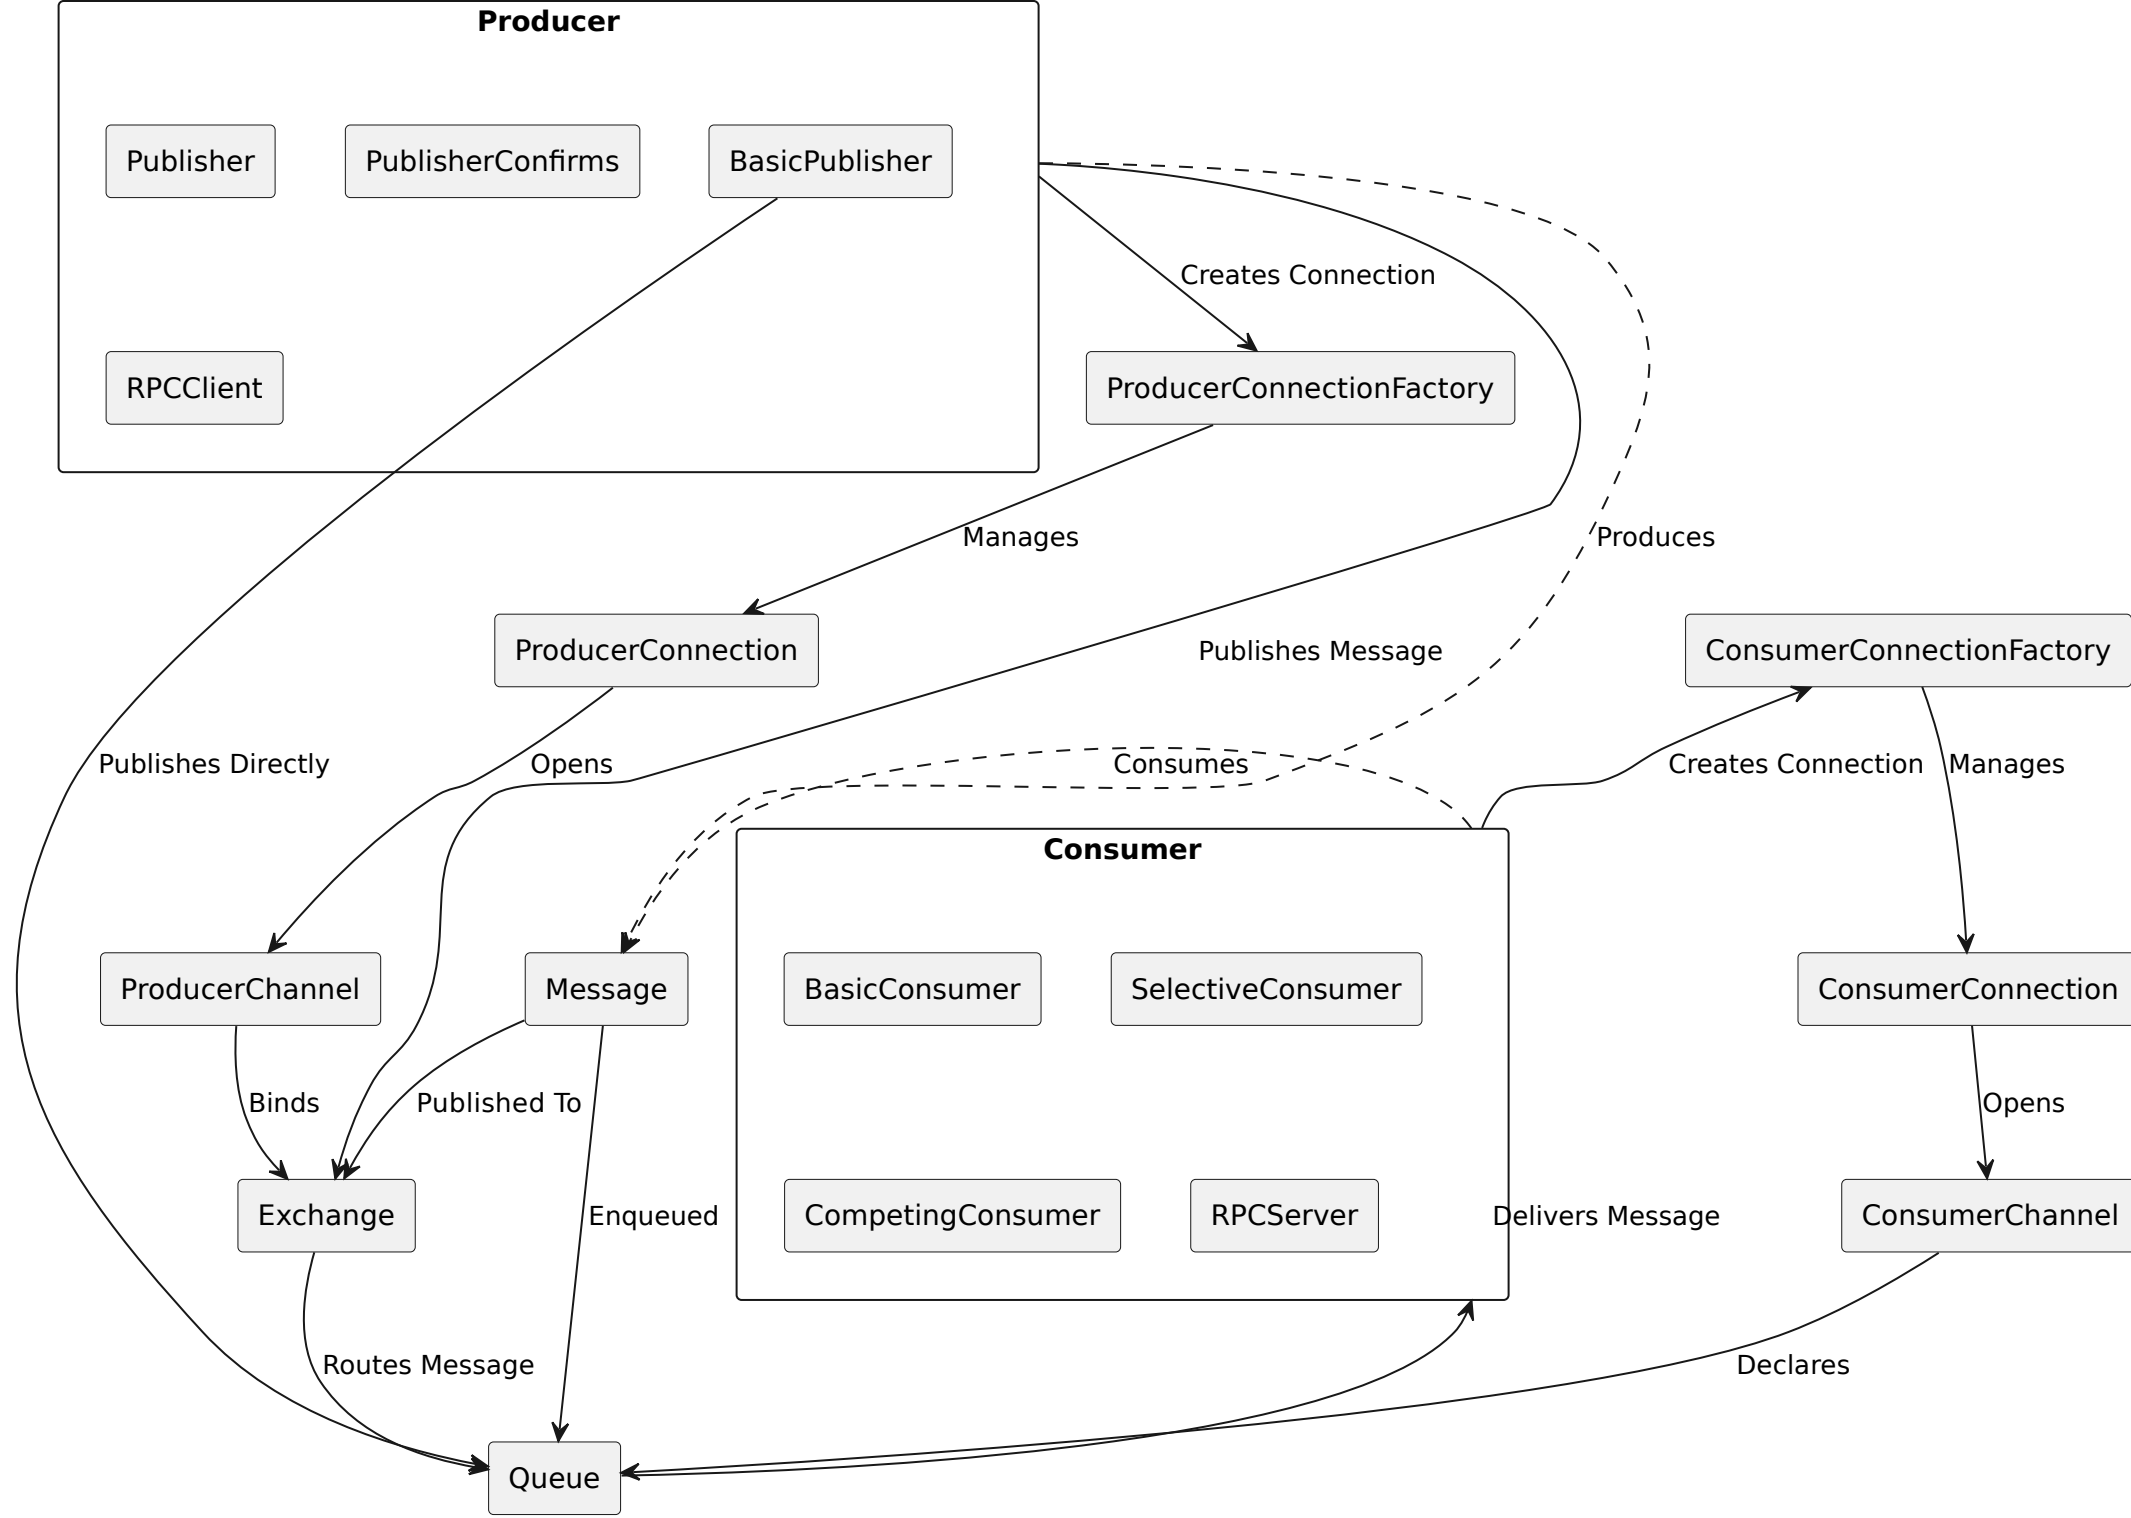 Producer
Publisher
PublisherConfirms
BasicPublisher
Creates Connection
RPCClient
ProducerConnectionFactory
Manages
Produces
ProducerConnection
Publishes Message
ConsumerConnectionFactory
Publishes Directly
Opens
Consumes
Creates Connection
Manages
Consumer
ProducerChannel
Message
BasicConsumer
SelectiveConsumer
ConsumerConnection
Binds
Published To
Opens
Exchange
Enqueued
CompetingConsumer
RPCServer
Delivers Message
ConsumerChannel
Routes Message
Declares
Queue